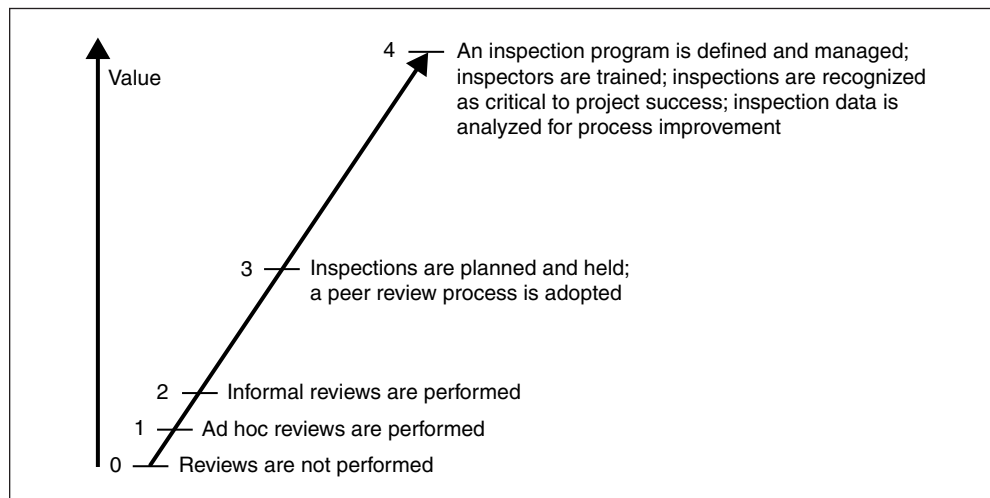 Value
4 An inspection program is defined and managed;
inspectors are trained; inspections are recognized
as critical to project success; inspection data is
analyzed for process improvement
3 Inspections are planned and held;
a peer review process is adopted
2 Informal reviews are performed
1 Ad hoc reviews are performed
0 Reviews are not performed